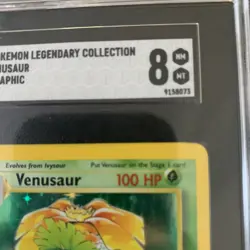 KEMON LEGENDARY COLLECTION
NUSAUR
APHIC
8
NM
MT
9158073
Evolves from Ivysaur
Put Venusaur on the Stage 1 card
Venusaur
100 HP